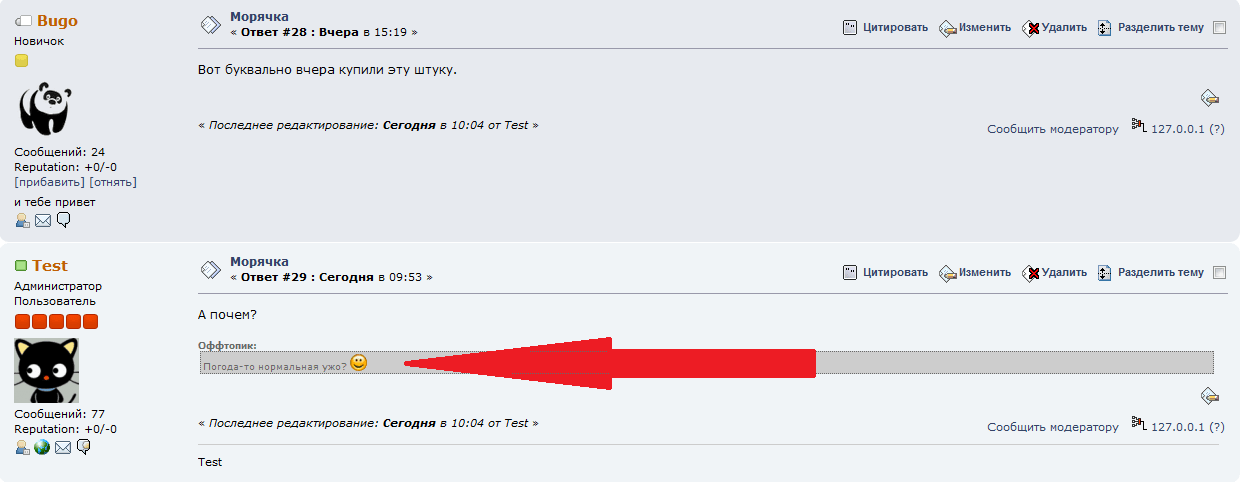 Bugo
Новичок
Сообщений: 24
Reputation: +0/-0
[прибавить] [отнять]
и тебе привет
Морячка
« Ответ #28 : Вчера в 15:19 »
Цитировать Изменить Удалить Разделить тему
Вот буквально вчера купили эту штуку.
« Последнее редактирование: Сегодня в 10:04 от Test »
Сообщить модератору 127.0.0.1 (?)
Test
Администратор
Пользователь
Сообщений: 77
Reputation: +0/-0
Морячка
« Ответ #29 : Сегодня в 09:53 »
Цитировать Изменить Удалить Разделить тему
А почем?
Оффтопик:
Погода-то нормальная ужо?
« Последнее редактирование: Сегодня в 10:04 от Test »
Сообщить модератору 127.0.0.1 (?)
Test